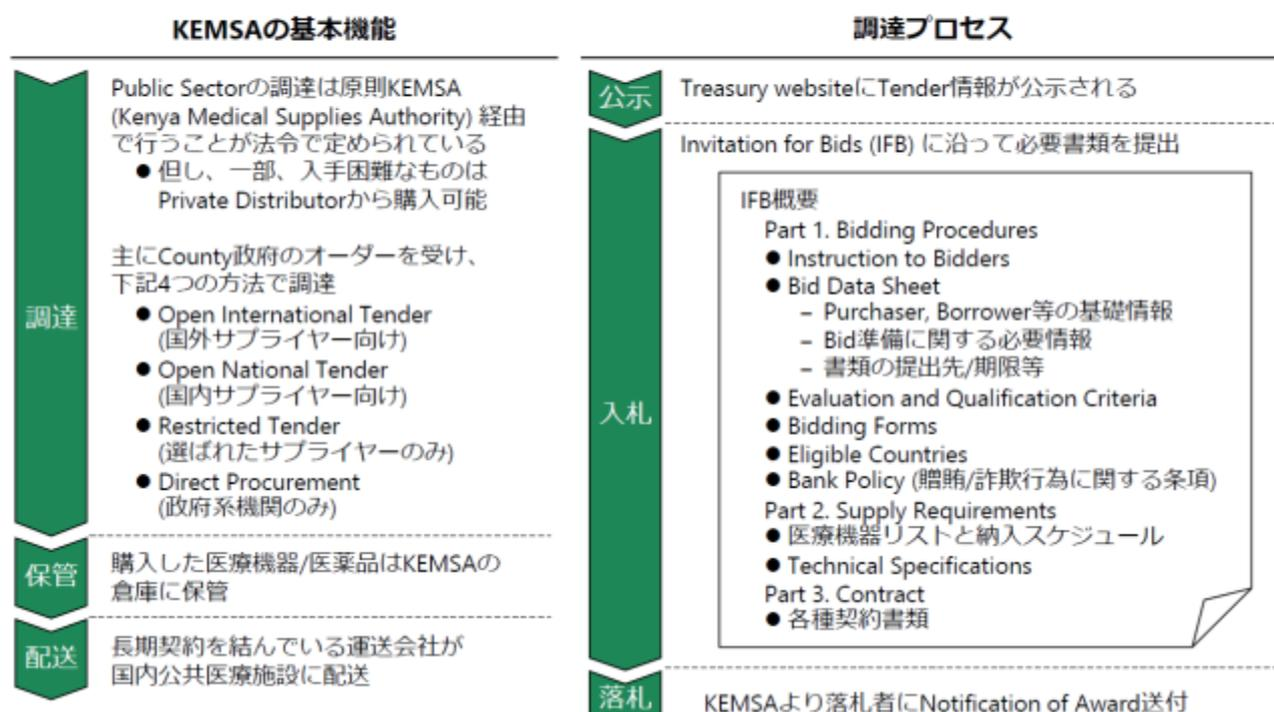 KEMSAの基本機能
調達
Public Sectorの調達は原則KEMSA
(Kenya Medical Supplies Authority) 経由
で行うことが法令で定められている
● 但し、一部、入手困難なものは
Private Distributorから購入可能
主にCounty政府のオーダーを受け、
下記4つの方法で調達
● Open International Tender
(国外サプライヤー向け)
● Open National Tender
(国内サプライヤー向け)
● Restricted Tender
(選ばれたサプライヤーのみ)
● Direct Procurement
(政府系機関のみ)
保管
購入した医療機器/医薬品はKEMSAの
倉庫に保管
配送
長期契約を結んでいる運送会社が
国内公共医療施設に配送
調達プロセス
公示
Treasury websiteにTender情報が公示される
入札
Invitation for Bids (IFB) に沿って必要書類を提出
IFB概要
Part 1. Bidding Procedures
● Instruction to Bidders
● Bid Data Sheet
– Purchaser, Borrower等の基礎情報
– Bid準備に関する必要情報
– 書類の提出先/期限等
● Evaluation and Qualification Criteria
● Bidding Forms
● Eligible Countries
● Bank Policy (贈賄/詐欺行為に関する条項)
Part 2. Supply Requirements
● 医療機器リストと納入スケジュール
● Technical Specifications
Part 3. Contract
● 各種契約書類
落札
KEMSAより落札者にNotification of Award送付